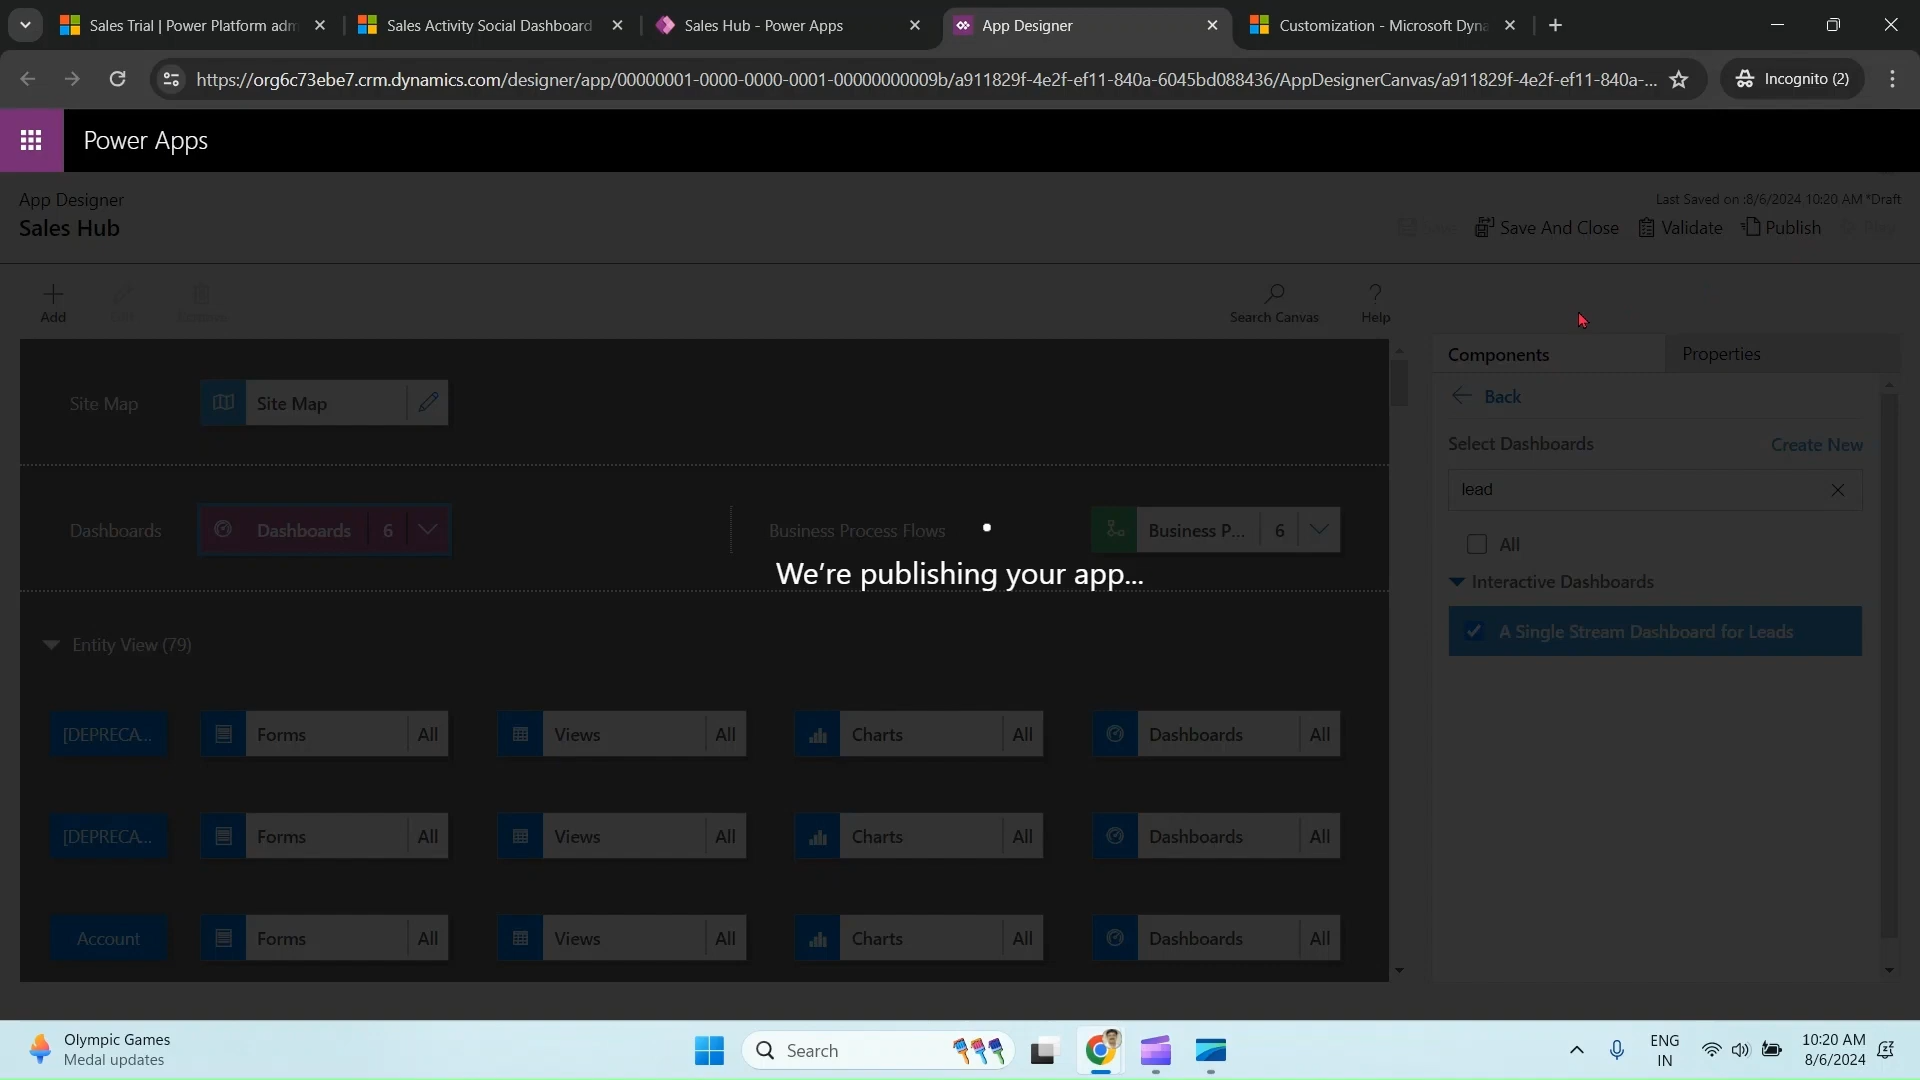 Sales Trial | Power Platform adm
Sales Activity Social Dashboard
Sales Hub - Power Apps
App Designer
Customization - Microsoft Dyna
https://org6c73ebe7.crm.dynamics.com/designer/app/00000001-0000-0000-0001-00000000009b/a911829f-4e2f-ef11-840a-6045bd088436/AppDesignerCanvas/a911829f-4e2f-ef11-840a-...
Incognito (2)
Power Apps
App Designer
Last Saved on :8/6/2024 10:20 AM *Draft
Sales Hub
Save
Save And Close
Validate
Publish
Play
Add
Edit
Search Canvas
? Help
Components
Properties
Site Map
Site Map
Back
Select Dashboards
Create New
lead
Dashboards
Dashboards 6
Business Process Flows
Business P... 6
All
We're publishing your app...
Interactive Dashboards
A Single Stream Dashboard for Leads
Entity View (79)
[DEPRECA...
Forms All
Views All
Charts All
Dashboards All
[DEPRECA...
Forms All
Views All
Charts All
Dashboards All
Account
Forms All
Views All
Charts All
Dashboards All
Olympic Games
Medal updates
Search
ENG
IN
10:20 AM
8/6/2024